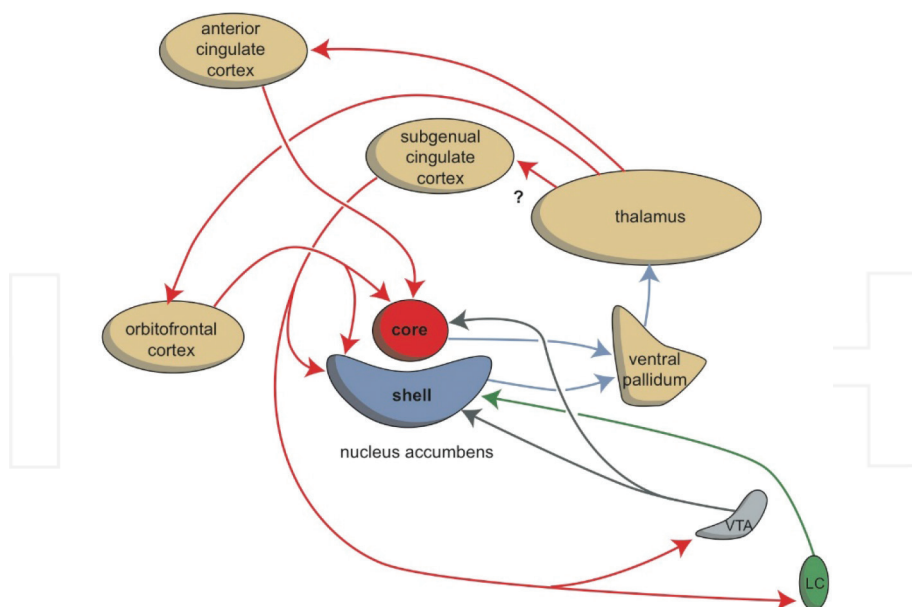 anterior
cingulate
cortex
subgenual
cingulate
cortex
?
thalamus
orbitofrontal
cortex
core
ventral
pallidum
shell
nucleus accumbens
VTA
LC